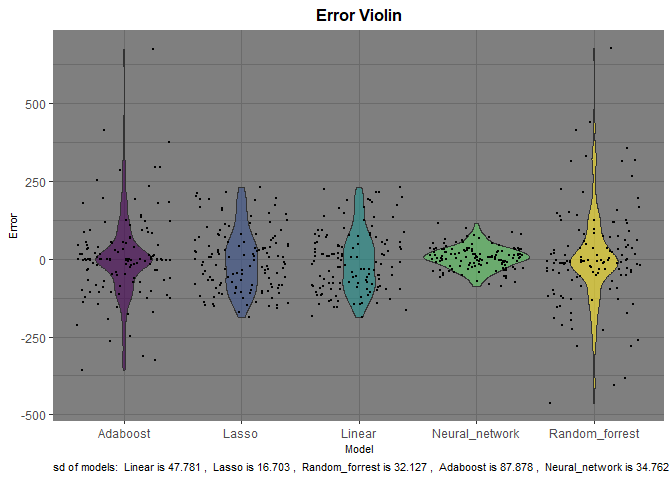 Error Violin
Error
500
250
0
-250
-500
Adaboost Lasso Linear Neural_network Random_forrest
Model
sd of models: Linear is 47.781 , Lasso is 16.703 , Random_forrest is 32.127 , Adaboost is 87.878 , Neural_network is 34.762